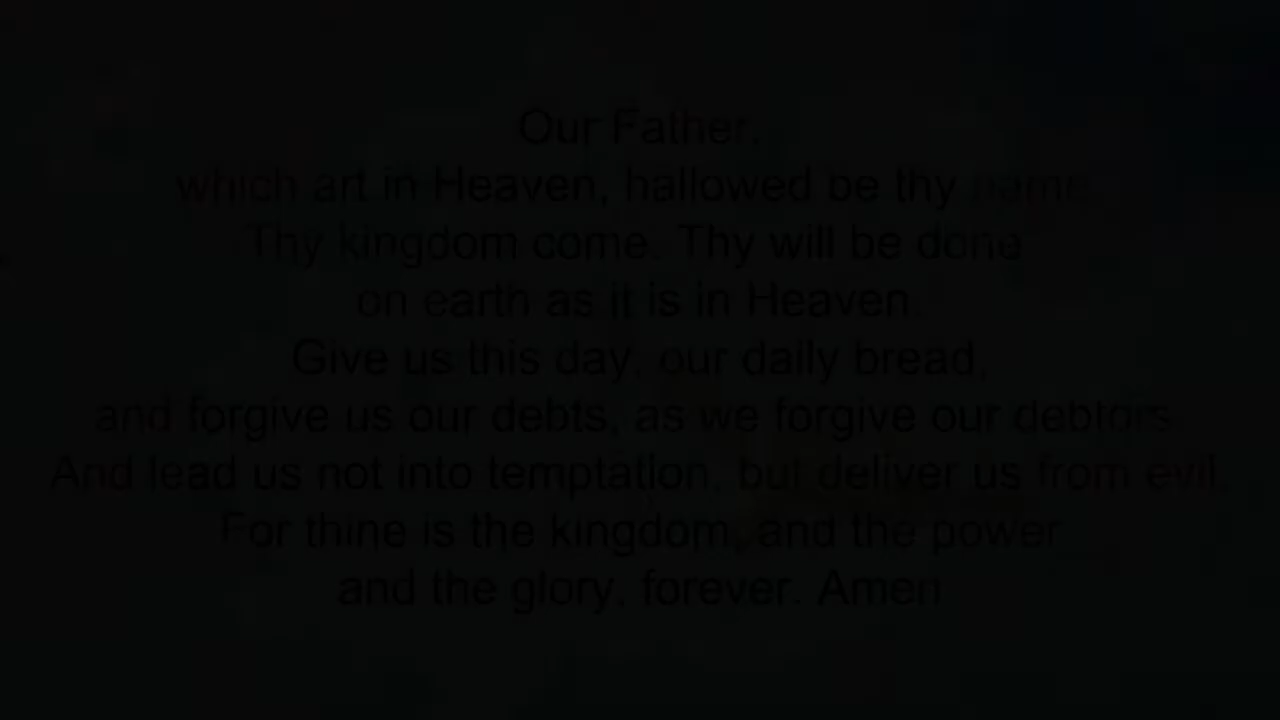 Our Father,
which art in Heaven, hallowed be thy name.
Thy kingdom come. Thy will be done
on earth as it is in Heaven.
Give us this day, our daily bread,
and forgive us our debts, as we forgive our debtors
And lead us not into temptation, but deliver us from evil.
For thine is the kingdom, and the power
and the glory, forever. Amen